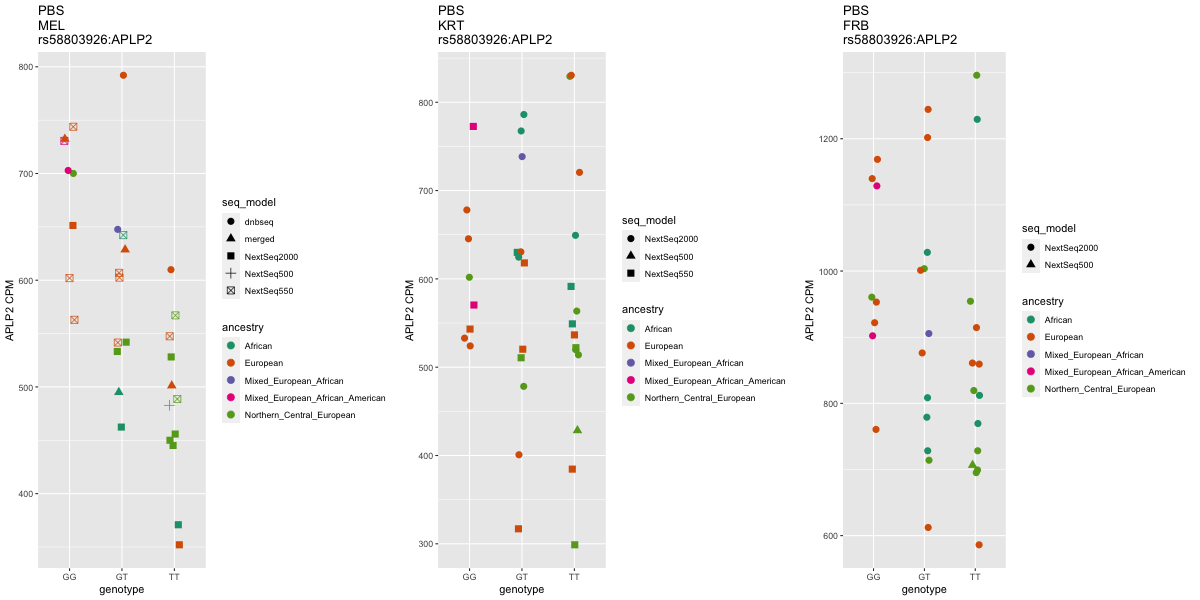 PBS
MEL
rs58803926:APLP2
800
700
600
500
400
APLP2 CPM
GG
GT
TT
genotype
seq_model
dnbseq
merged
NextSeq2000
NextSeq500
NextSeq550
ancestry
African
European
Mixed_European_African
Mixed_European_African_American
Northern_Central_European
PBS
KRT
rs58803926:APLP2
800
700
600
500
400
300
APLP2 CPM
GG
GT
TT
genotype
seq_model
NextSeq2000
NextSeq500
NextSeq550
ancestry
African
European
Mixed_European_African
Mixed_European_African_American
Northern_Central_European
PBS
FRB
rs58803926:APLP2
1200
1000
800
600
APLP2 CPM
GG
GT
TT
genotype
seq_model
NextSeq2000
NextSeq500
ancestry
African
European
Mixed_European_African
Mixed_European_African_American
Northern_Central_European